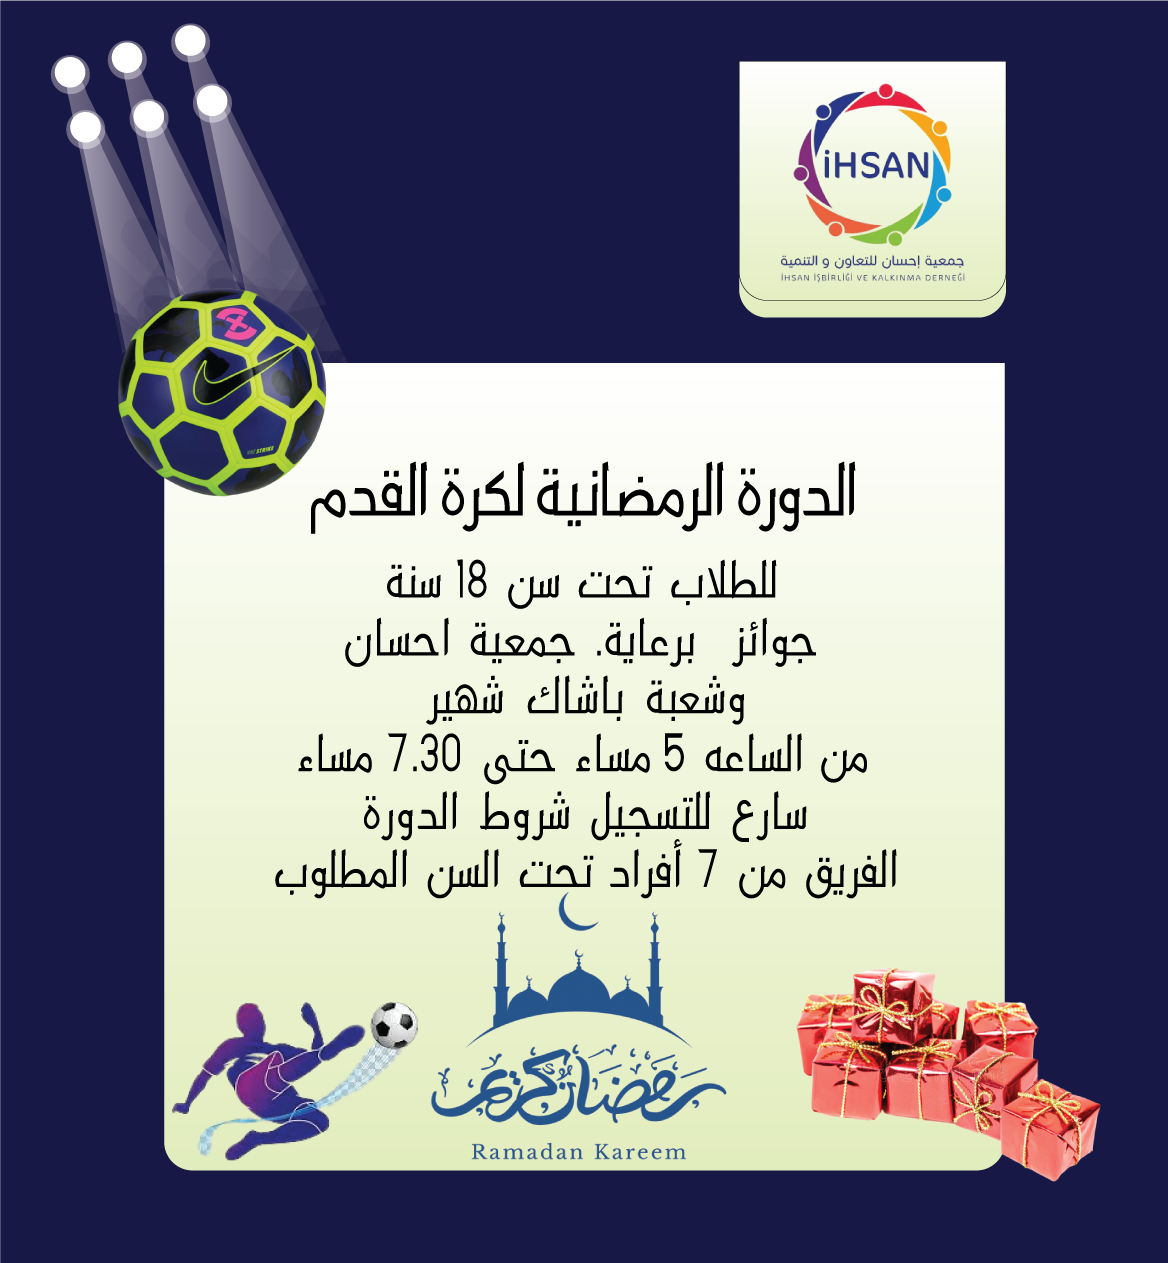 iHSAN
جمعية إحسان للتعاون و التنمية
İHSAN İŞBİRLİĞİ VE KALKINMA DERNEĞİ
STRIKE
الدورة الرمضانية لكرة القدم
للطلاب تحت سن 18 سنة
جوائز برعاية. جمعية احسان
وشعبة باشاك شهير
من الساعه 5 مساء حتى 7.30 مساء
سارع للتسجيل شروط الدورة
الفريق من 7 أفراد تحت السن المطلوب
رمضان كريم
Ramadan Kareem